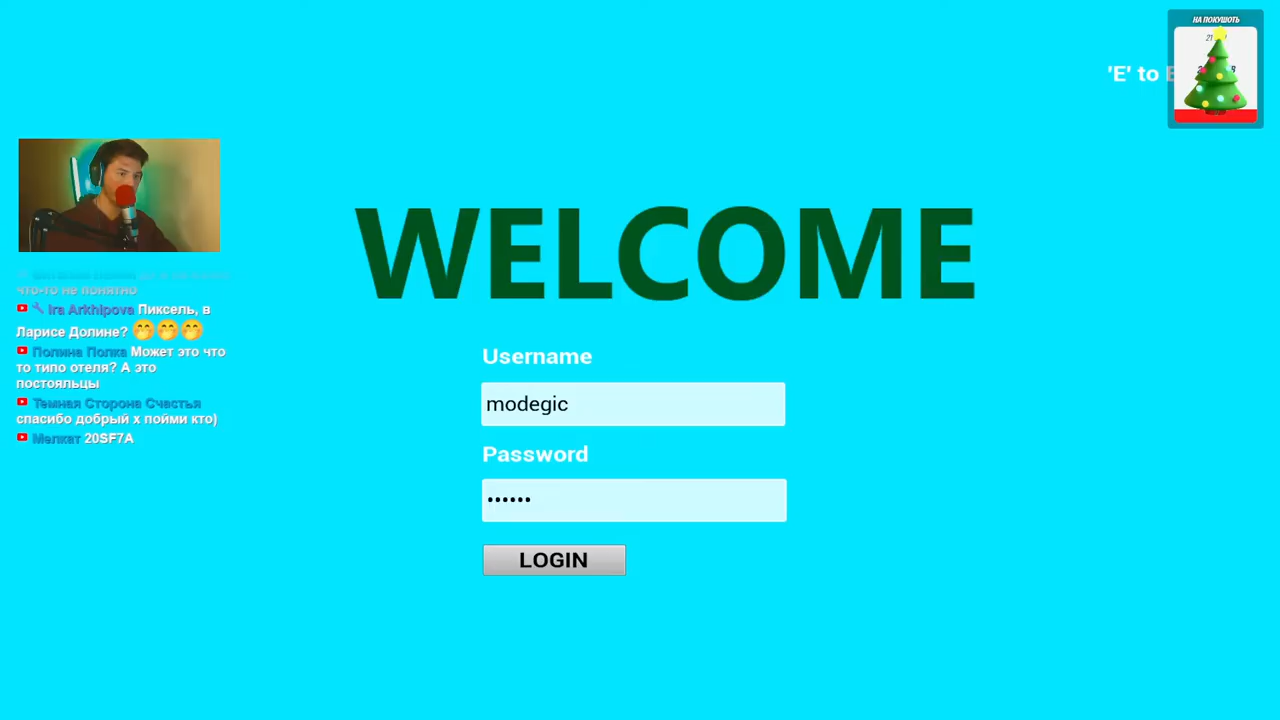 НА ПОКУШОТЬ
'E' to
WELCOME
что-то не понятно
Ira Arkhipova Пиксель, в
Ларисе Долине? 🤭🤭🤭
Полина Полка Может это что
то типо отеля? А это
постояльцы
Темная Сторона Счастья
спасибо добрый х пойми кто)
Мелкат 20SF7A
Username
modegic
Password
••••••
LOGIN